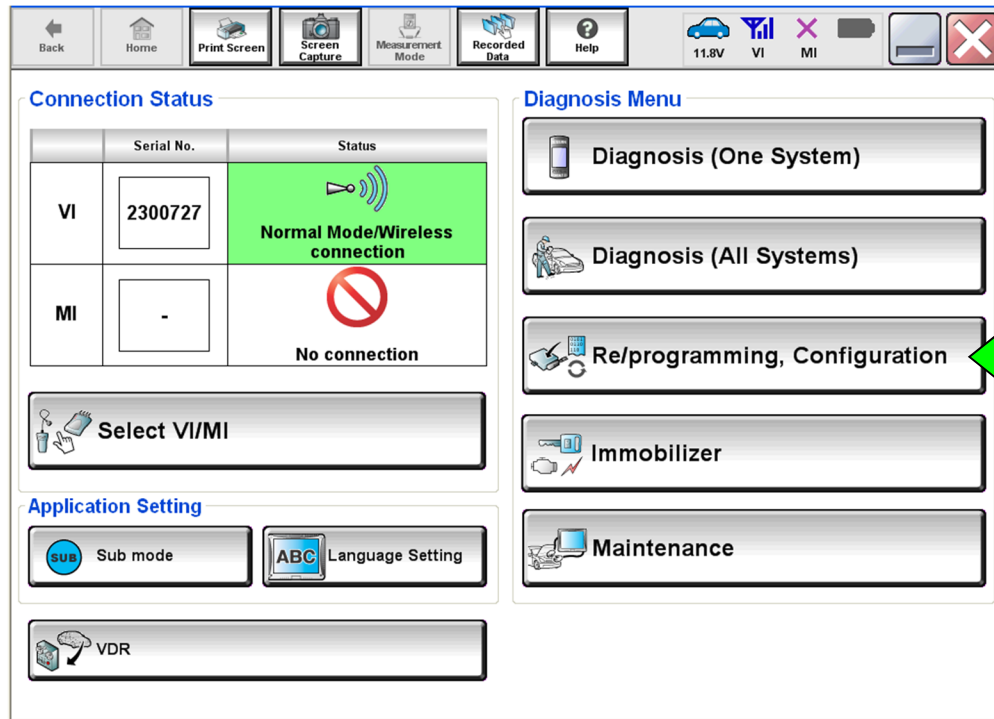 Back
Home
Print Screen
Screen
Capture
Measurement
Mode
Recorded
Data
Help
11.8V
VI
MI
Connection Status
Serial No.
Status
VI
2300727
Normal Mode/Wireless
connection
MI
-
No connection
Select VI/MI
Application Setting
SUB
Sub mode
ABC
Language Setting
VDR
Diagnosis Menu
Diagnosis (One System)
Diagnosis (All Systems)
Re/programming, Configuration
Immobilizer
Maintenance